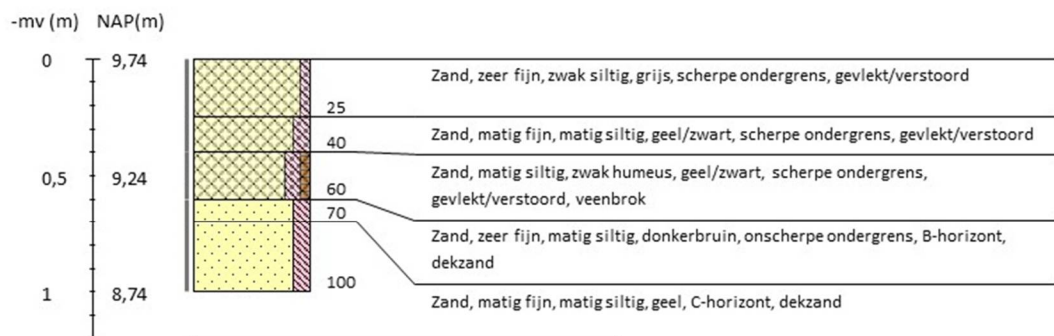 -mv (m) NAP(m)
0 9,74
Zand, zeer fijn, zwak siltig, grijs, scherpe ondergrens, gevlekt/verstoord
25
Zand, matig fijn, matig siltig, geel/zwart, scherpe ondergrens, gevlekt/verstoord
40
Zand, matig siltig, zwak humeus, geel/zwart, scherpe ondergrens,
gevlekt/verstoord, veenbrok
0,5 9,24
60
70
Zand, zeer fijn, matig siltig, donkerbruin, onscherpe ondergrens, B-horizont,
dekzand
100
1 8,74
Zand, matig fijn, matig siltig, geel, C-horizont, dekzand